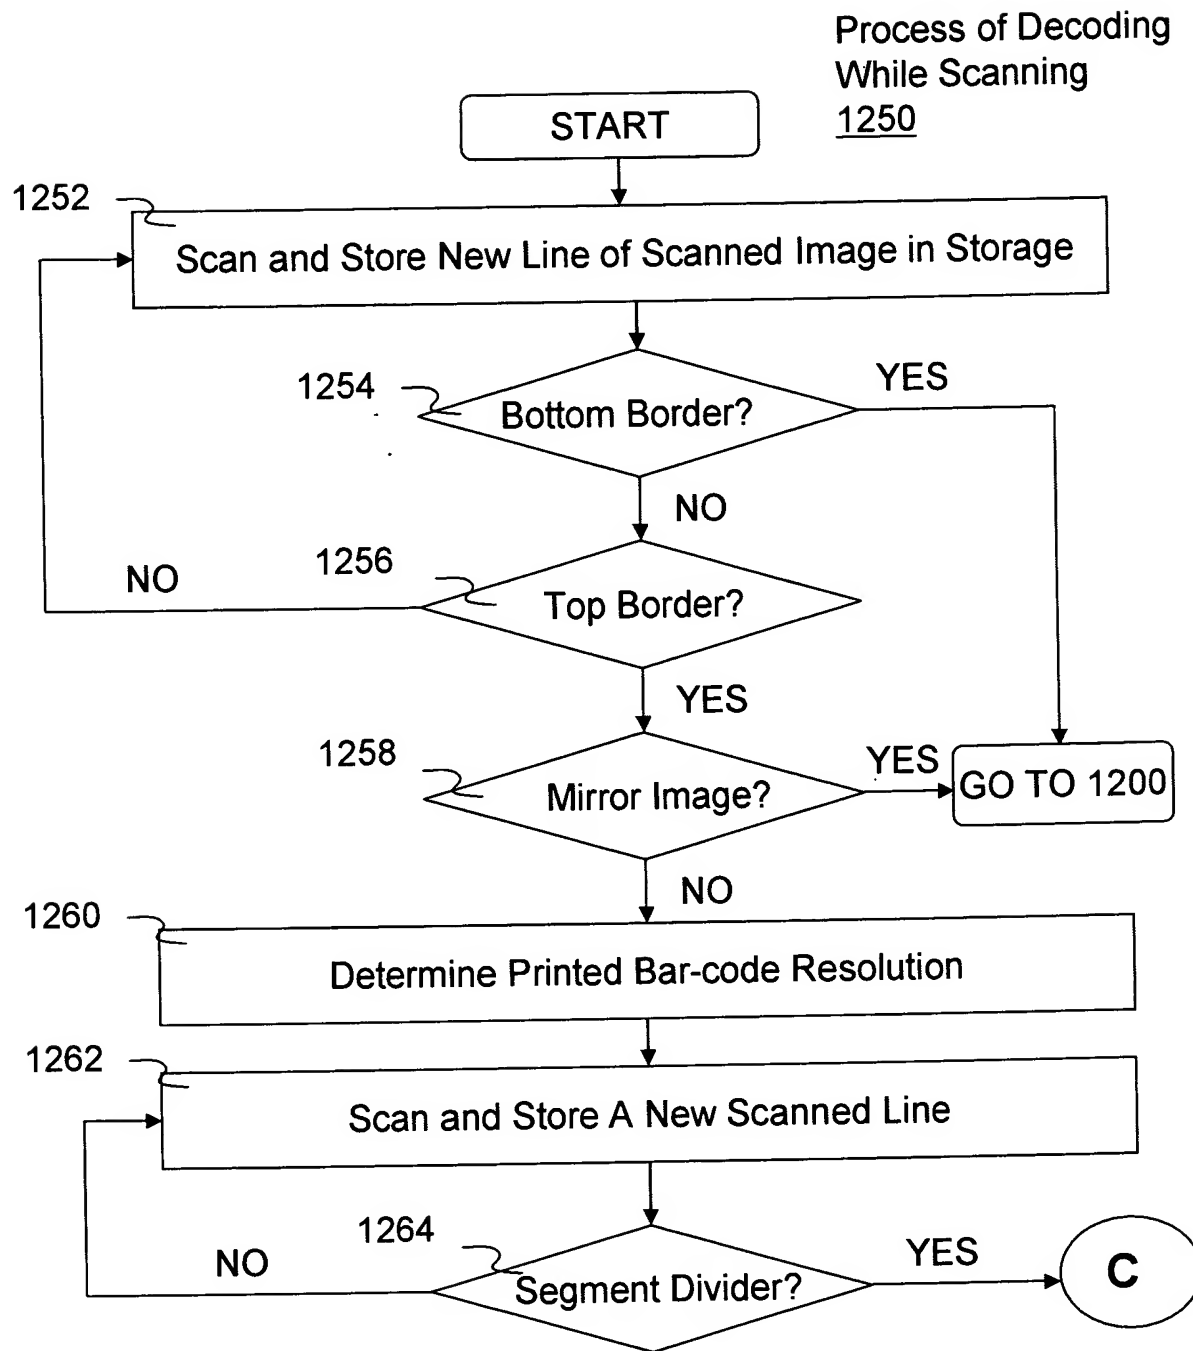 Process of Decoding
While Scanning
1250
START
1252
Scan and Store New Line of Scanned Image in Storage
1254
Bottom Border?
YES
NO
1256
Top Border?
NO
YES
1258
Mirror Image?
YES
GO TO 1200
NO
1260
Determine Printed Bar-code Resolution
1262
Scan and Store A New Scanned Line
1264
Segment Divider?
NO
YES
C